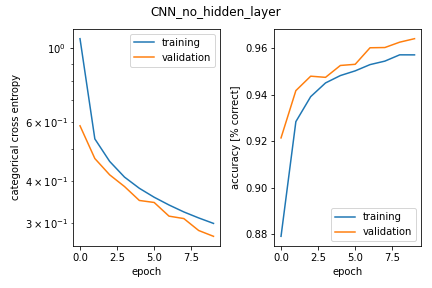 CNN_no_hidden_layer
categorical cross entropy
10⁰
6 × 10⁻¹
4 × 10⁻¹
3 × 10⁻¹
training
validation
0.0
2.5
5.0
7.5
epoch
accuracy [% correct]
0.96
0.94
0.92
0.90
0.88
training
validation
0.0
2.5
5.0
7.5
epoch